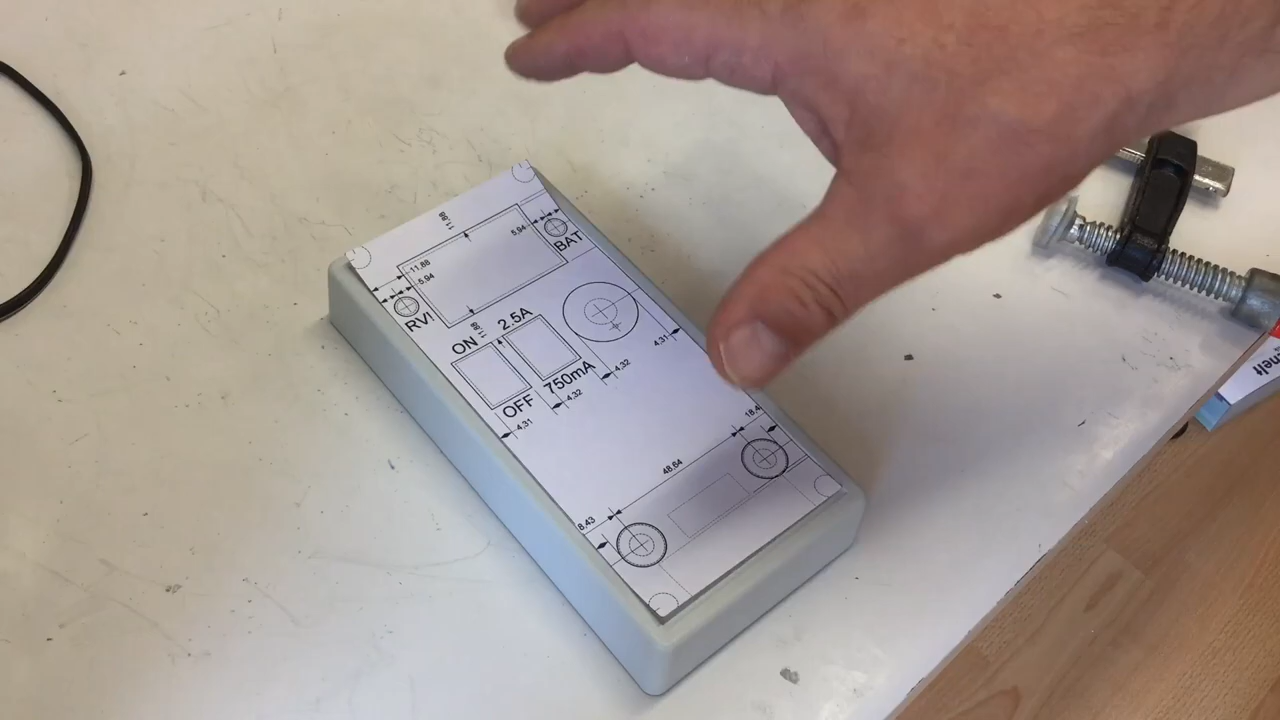 11,88
5,94
BAT
11,88
5,94
RV!
11,88
2.5A
ON
750mA
OFF
4,31
4,32
4,32
4,31
18,4
48,64
8,43